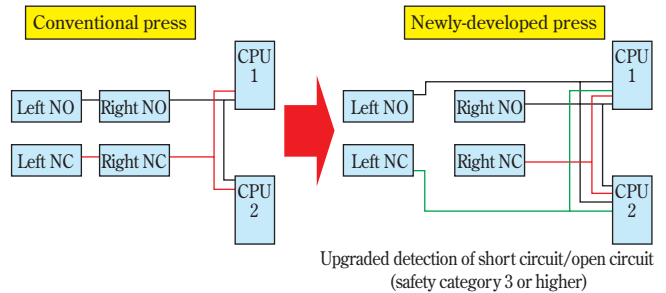 Conventional press
CPU
1
Left NO
Right NO
Left NC
Right NC
CPU
2
Newly-developed press
CPU
1
Left NO
Right NO
Left NC
Right NC
CPU
2
Upgraded detection of short circuit/open circuit
(safety category 3 or higher)